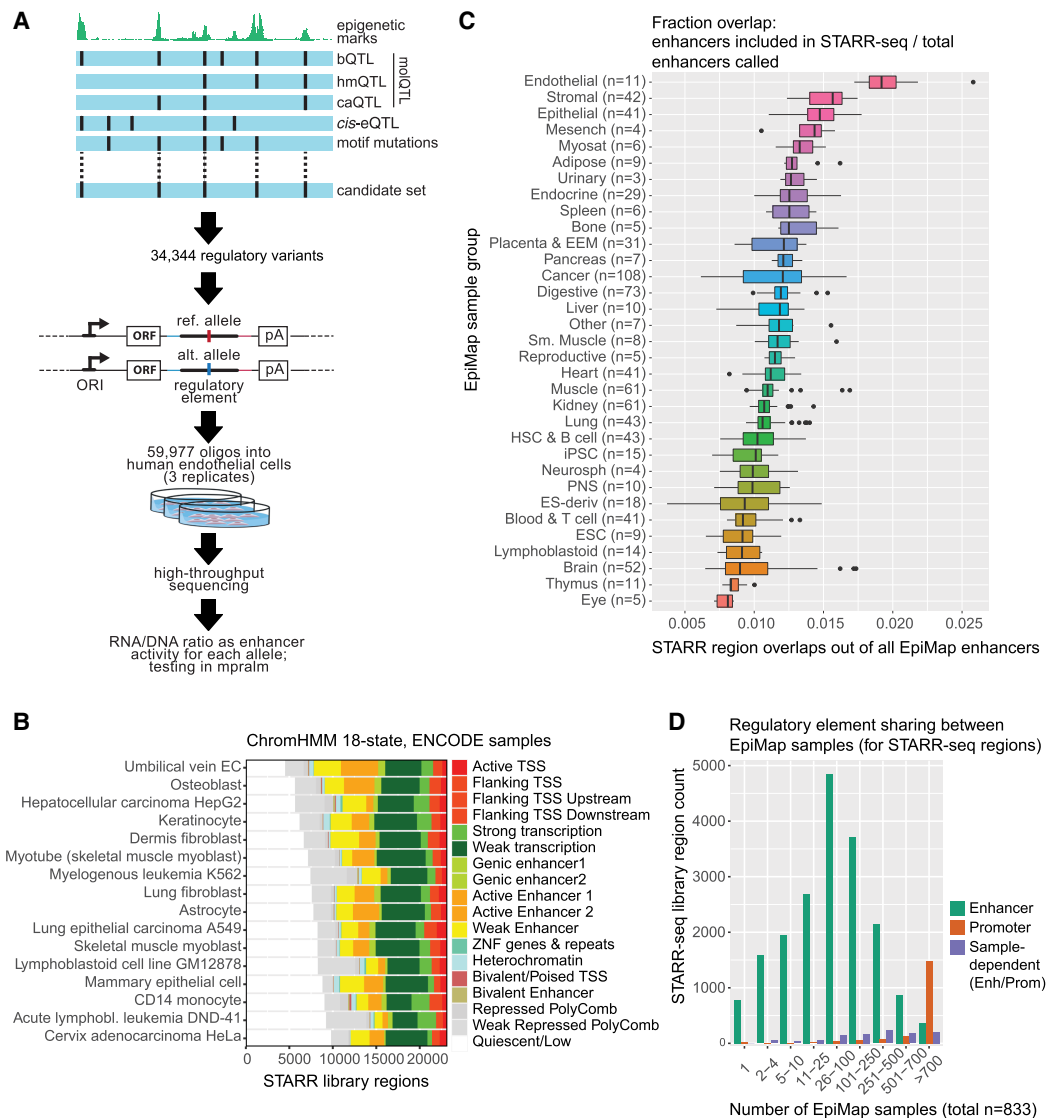 A
epigenetic
marks
bQTL
hmQTL
caQTL
molQTL
cis-eQTL
motif mutations
candidate set
34,344 regulatory variants
ref. allele
ORF
pA
alt. allele
ORF
pA
ORI
regulatory
element
59,977 oligos into
human endothelial cells
(3 replicates)
high-throughput
sequencing
RNA/DNA ratio as enhancer
activity for each allele;
testing in mpralm
B
ChromHMM 18-state, ENCODE samples
Umbilical vein EC
Osteoblast
Hepatocellular carcinoma HepG2
Keratinocyte
Dermis fibroblast
Myotube (skeletal muscle myoblast)
Myelogenous leukemia K562
Lung fibroblast
Astrocyte
Lung epithelial carcinoma A549
Skeletal muscle myoblast
Lymphoblastoid cell line GM12878
Mammary epithelial cell
CD14 monocyte
Acute lymphobl. leukemia DND-41
Cervix adenocarcinoma HeLa
0 5000 10000 15000 20000
STARR library regions
Active TSS
Flanking TSS
Flanking TSS Upstream
Flanking TSS Downstream
Strong transcription
Weak transcription
Genic enhancer1
Genic enhancer2
Active Enhancer 1
Active Enhancer 2
Weak Enhancer
ZNF genes & repeats
Heterochromatin
Bivalent/Poised TSS
Bivalent Enhancer
Repressed PolyComb
Weak Repressed PolyComb
Quiescent/Low
C
Fraction overlap:
enhancers included in STARR-seq / total
enhancers called
EpiMap sample group
Endothelial (n=11)
Stromal (n=42)
Epithelial (n=41)
Mesench (n=4)
Myosat (n=6)
Adipose (n=9)
Urinary (n=3)
Endocrine (n=29)
Spleen (n=6)
Bone (n=5)
Placenta & EEM (n=31)
Pancreas (n=7)
Cancer (n=108)
Digestive (n=73)
Liver (n=10)
Other (n=7)
Sm. Muscle (n=8)
Reproductive (n=5)
Heart (n=41)
Muscle (n=61)
Kidney (n=61)
Lung (n=43)
HSC & B cell (n=43)
iPSC (n=15)
Neurosph (n=4)
PNS (n=10)
ES-deriv (n=18)
Blood & T cell (n=41)
ESC (n=9)
Lymphoblastoid (n=14)
Brain (n=52)
Thymus (n=11)
Eye (n=5)
0.005 0.010 0.015 0.020 0.025
STARR region overlaps out of all EpiMap enhancers
D
Regulatory element sharing between
EpiMap samples (for STARR-seq regions)
STARR-seq library region count
5000
4000
3000
2000
1000
0
1 2−4 5−10 11−25 26−100 101−250 251−500 501−700 >700
Number of EpiMap samples (total n=833)
Enhancer
Promoter
Sample-
dependent
(Enh/Prom)